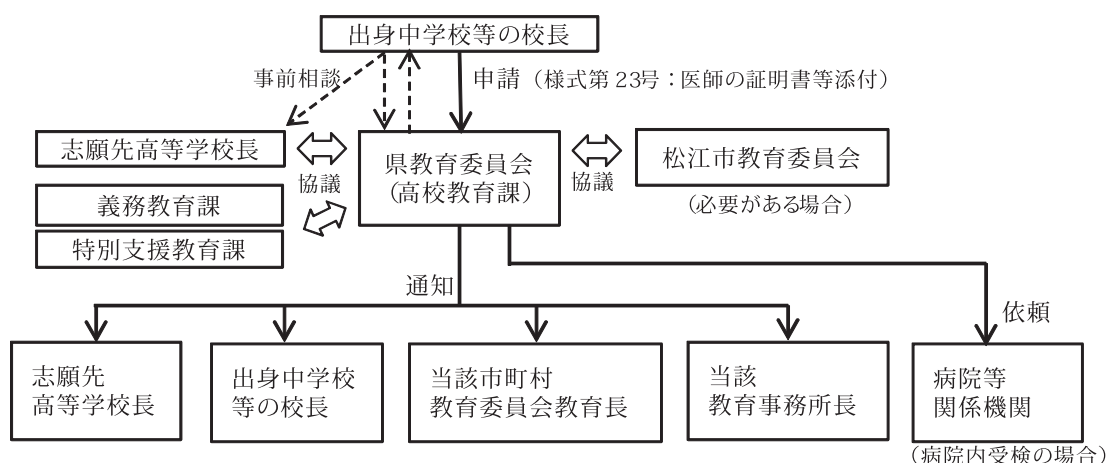 出身中学校等の校長
事前相談
申請（様式第23号：医師の証明書等添付）
志願先高等学校長
協議
県教育委員会
（高校教育課）
協議
松江市教育委員会
（必要がある場合）
義務教育課
特別支援教育課
通知
依頼
志願先
高等学校長
出身中学校
等の校長
当該市町村
教育委員会教育長
当該
教育事務所長
病院等
関係機関
（病院内受検の場合）